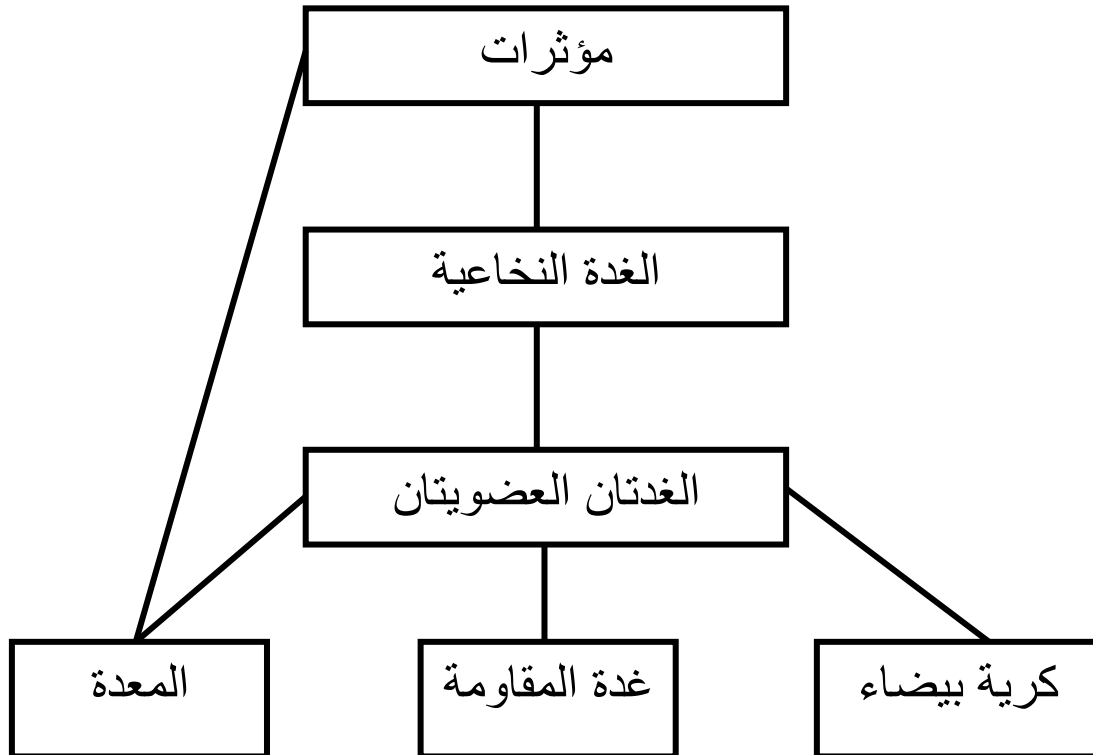 مؤثرات
الغدة النخاعية
الغدتان العضويتان
كرية بيضاء
غدة المقاومة
المعدة